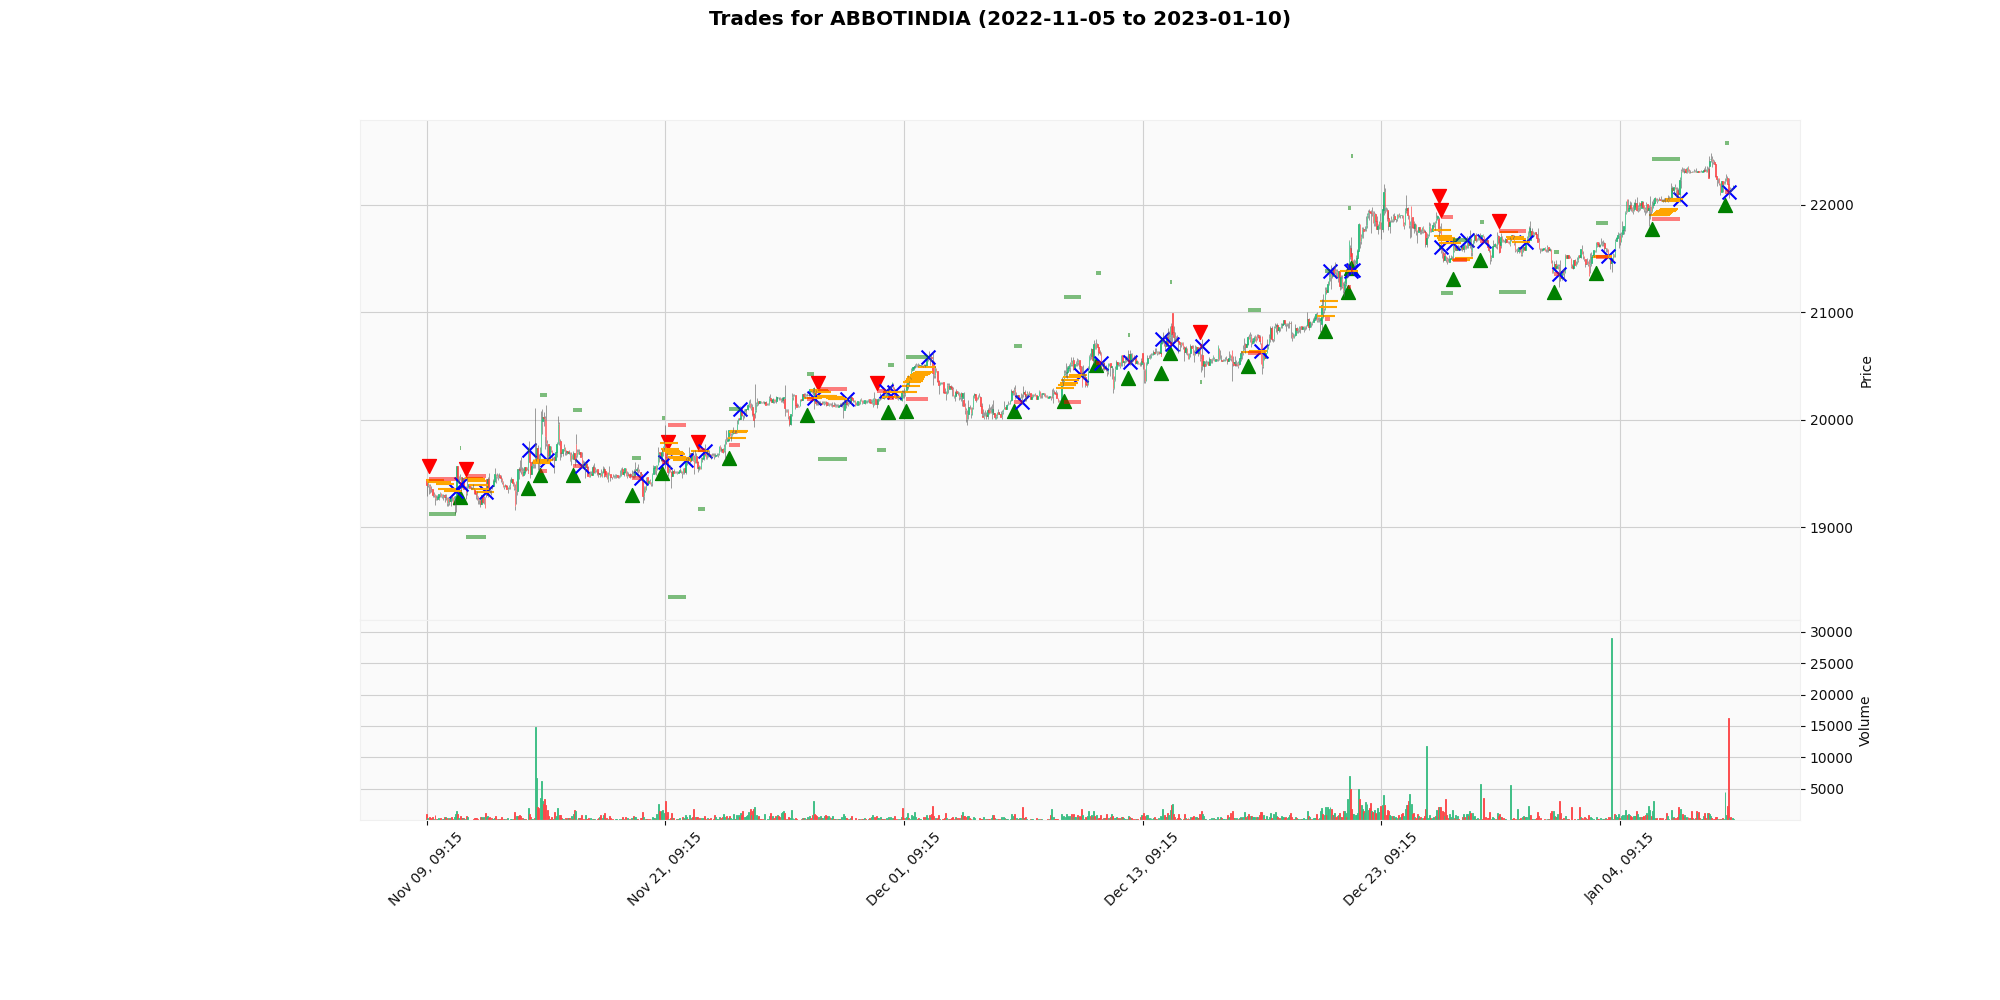 Trades for ABBOTINDIA (2022-11-05 to 2023-01-10)
22000
21000
20000
19000
Price
30000
25000
20000
15000
10000
5000
Volume
Nov 09, 09:15
Nov 21, 09:15
Dec 01, 09:15
Dec 13, 09:15
Dec 23, 09:15
Jan 04, 09:15